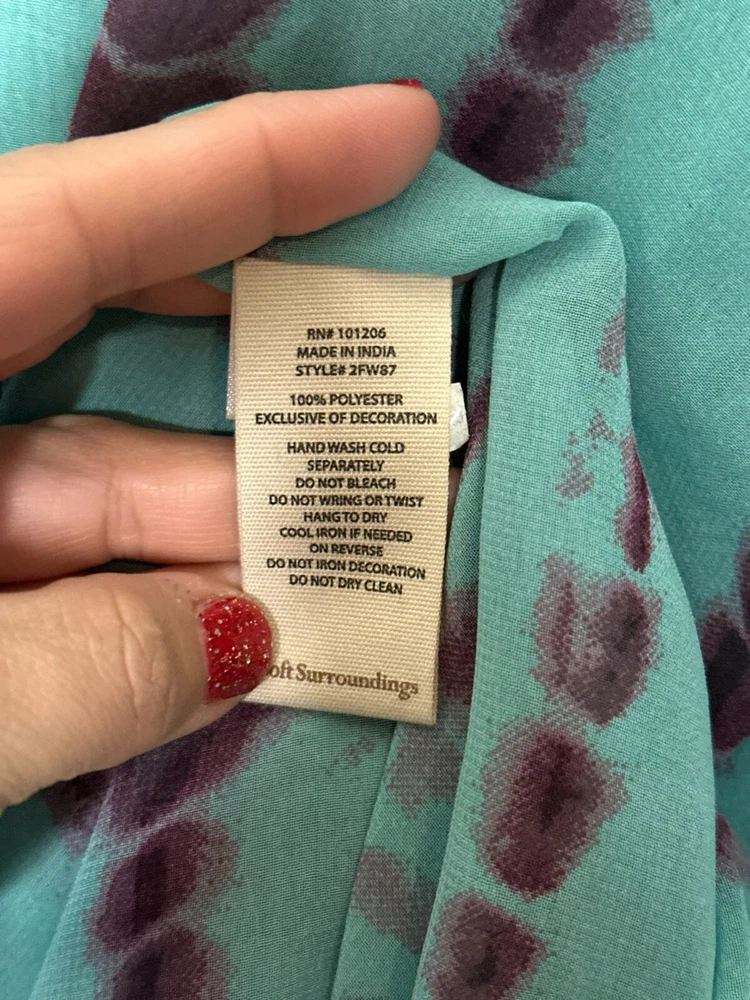 RN# 101206
MADE IN INDIA
STYLE# 2FW87
100% POLYESTER
EXCLUSIVE OF DECORATION
HAND WASH COLD
SEPARATELY
DO NOT BLEACH
DO NOT WRING OR TWIST
HANG TO DRY
COOL IRON IF NEEDED
ON REVERSE
DO NOT IRON DECORATION
DO NOT DRY CLEAN
oft Surroundings